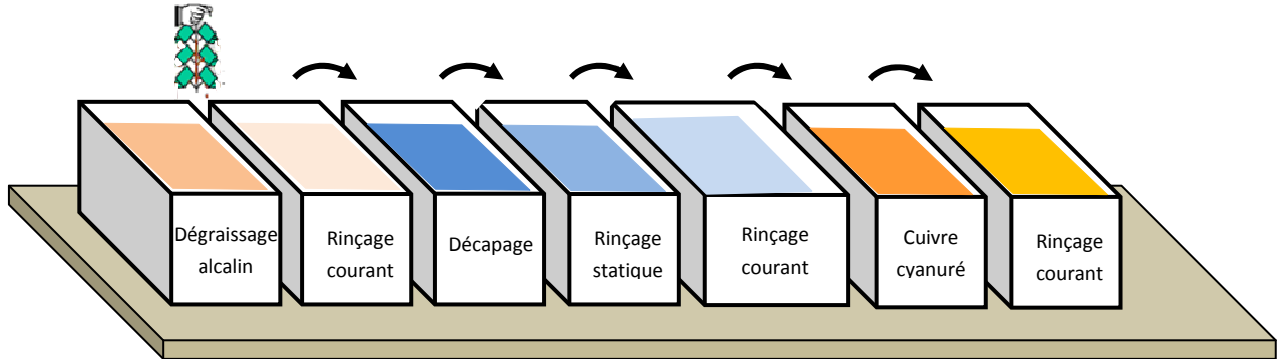 Dégraissage
alcalin
Rinçage
courant
Décapage
Rinçage
statique
Rinçage
courant
Cuivre
cyanuré
Rinçage
courant